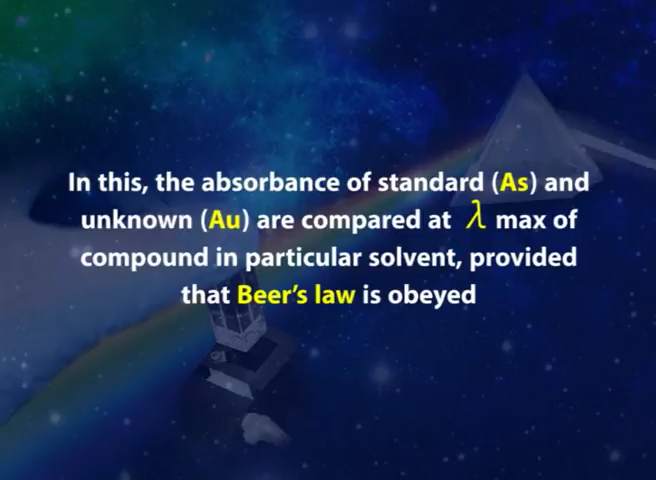 In this, the absorbance of standard (As) and
unknown (Au) are compared at λ max of
compound in particular solvent, provided
that Beer's law is obeyed